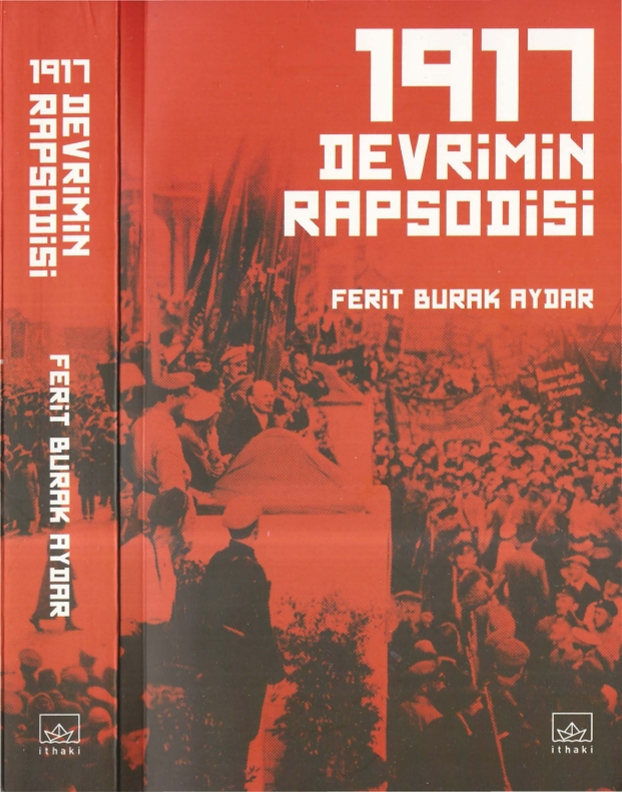 1917
DEVRiMiN
RAPSODiSi
FERiT BURAK AYDAR
ithaki
1917
DEVRiMiN
RAPSODiSi
FERiT BURAK AYDAR
ithaki